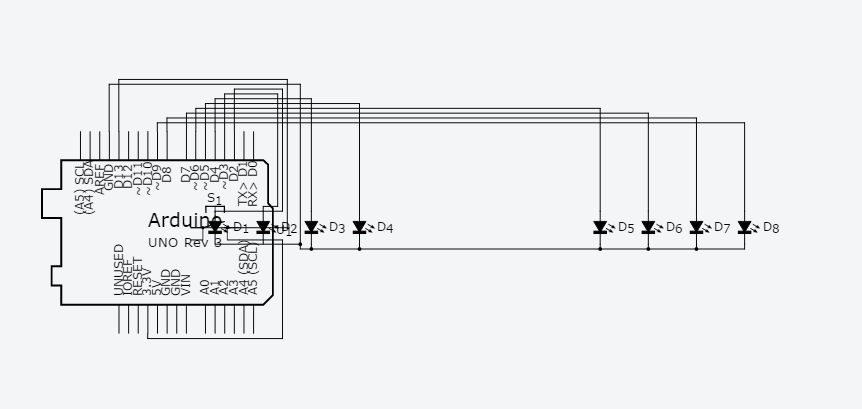 (A5) SCL
(A4) SDA
AREF
GND
D13
D12
~D11
~D10
~D9
D8
D7
~D6
~D5
D4
~D3
D2
TX> D1
RX> D0
S1
Arduino
UNO Rev 3
D1
D2
D3
D4
D5
D6
D7
D8
UNUSED
IOREF
RESET
3.3V
5V
GND
GND
VIN
A0
A1
A2
A3
A4 (SDA)
A5 (SCL)